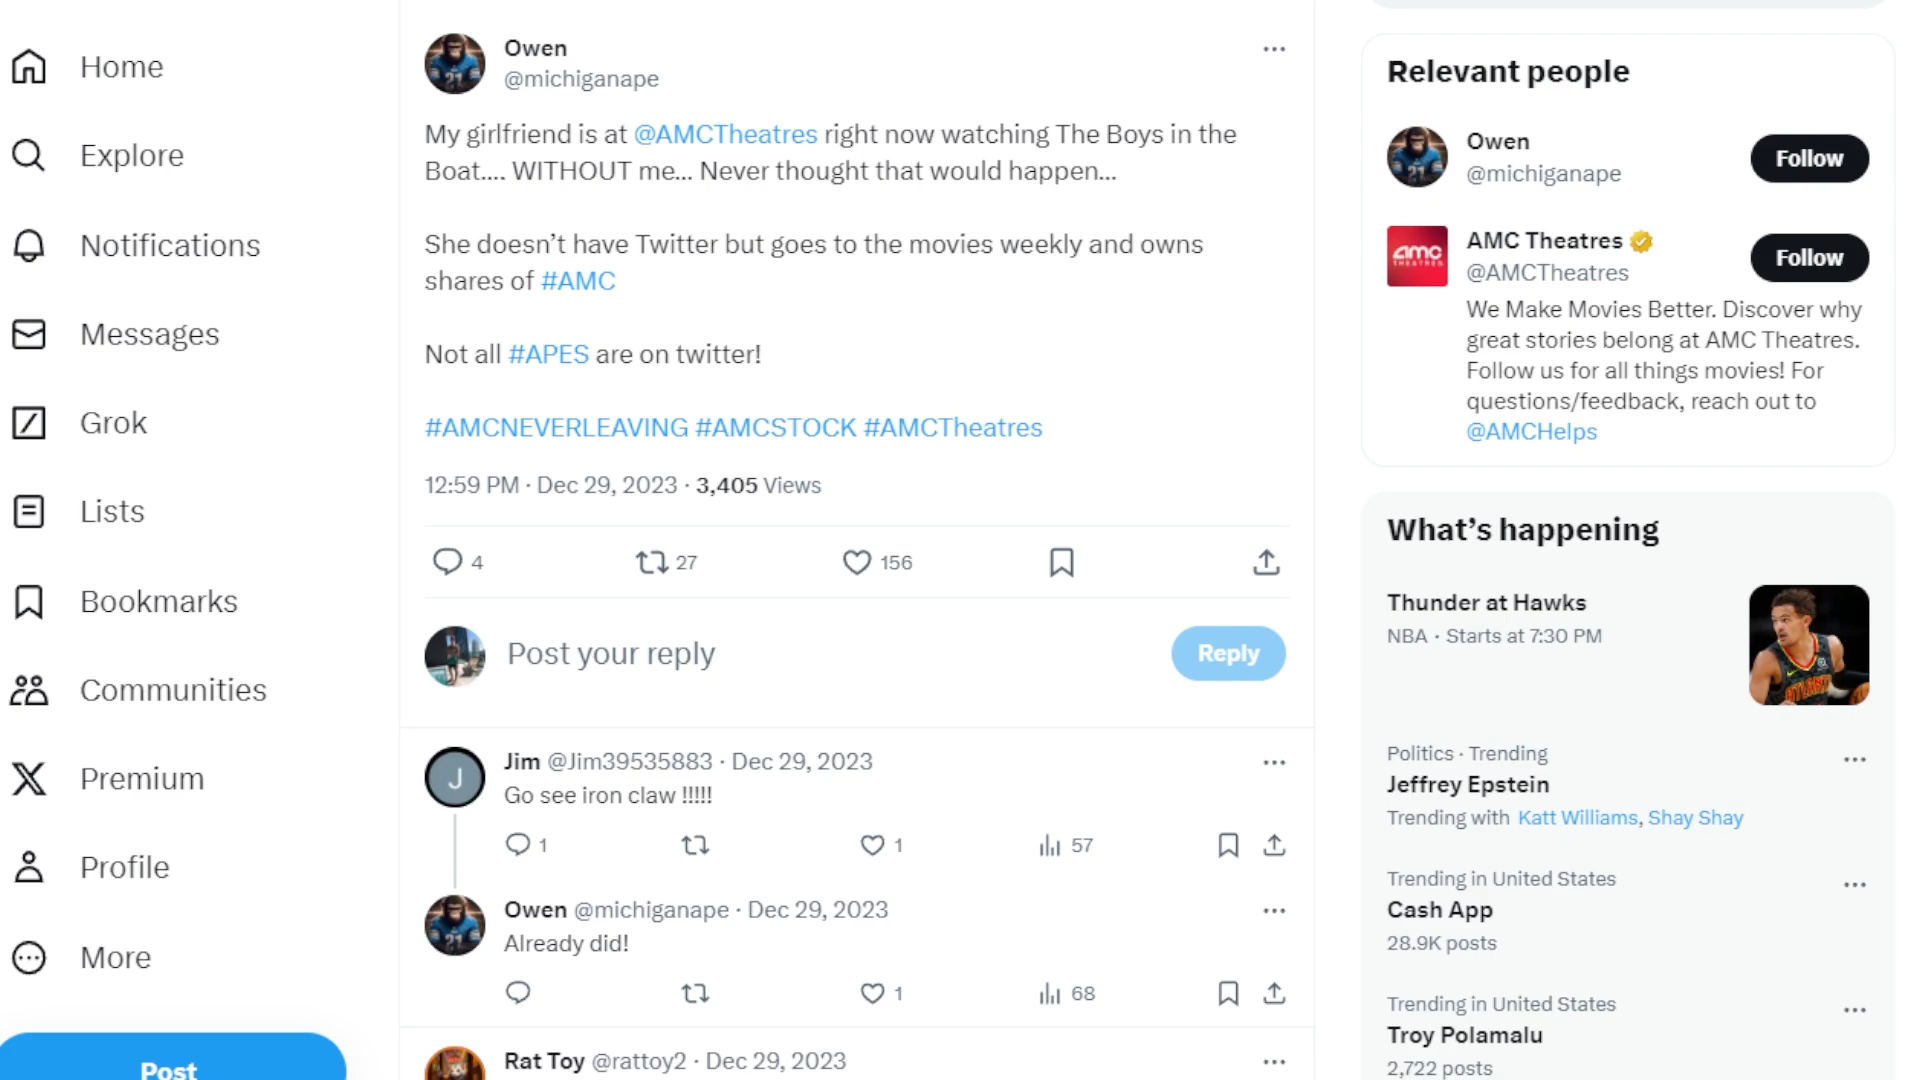 Home
Explore
Notifications
Messages
Grok
Lists
Bookmarks
Communities
Premium
Profile
More
Post
Owen
@michiganape
My girlfriend is at @AMCTheatres right now watching The Boys in the
Boat.... WITHOUT me... Never thought that would happen...
She doesn’t have Twitter but goes to the movies weekly and owns
shares of #AMC
Not all #APES are on twitter!
#AMCNEVERLEAVING #AMCSTOCK #AMCTheatres
12:59 PM · Dec 29, 2023 · 3,405 Views
4 27 156
Post your reply
Reply
J
Jim @Jim39535883 · Dec 29, 2023
Go see iron claw !!!!!
1 1 57
Owen @michiganape · Dec 29, 2023
Already did!
1 68
Rat Toy @rattoy2 · Dec 29, 2023
Relevant people
Owen
@michiganape
Follow
amc
THEATRES
AMC Theatres
@AMCTheatres
Follow
We Make Movies Better. Discover why
great stories belong at AMC Theatres.
Follow us for all things movies! For
questions/feedback, reach out to
@AMCHelps
What’s happening
Thunder at Hawks
NBA · Starts at 7:30 PM
ATLANTA
Politics · Trending
Jeffrey Epstein
Trending with Katt Williams, Shay Shay
Trending in United States
Cash App
28.9K posts
Trending in United States
Troy Polamalu
2,722 posts